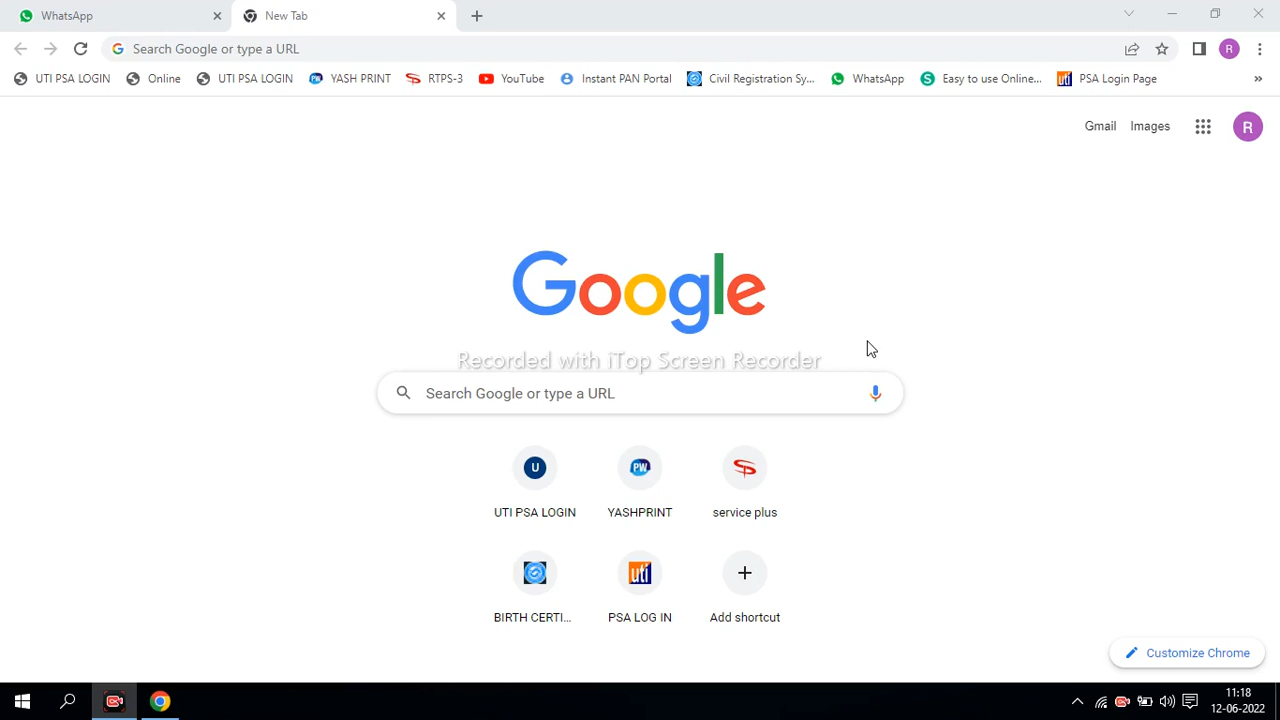 WhatsApp
New Tab
Search Google or type a URL
R
UTI PSA LOGIN
Online
UTI PSA LOGIN
PW
YASH PRINT
RTPS-3
YouTube
Instant PAN Portal
Civil Registration Sy...
WhatsApp
S
Easy to use Online...
uti
PSA Login Page
»
Gmail
Images
R
Google
Recorded with iTop Screen Recorder
Search Google or type a URL
U
PW
UTI PSA LOGIN
YASHPRINT
service plus
uti
BIRTH CERTI...
PSA LOG IN
Add shortcut
Customize Chrome
11:18
12-06-2022